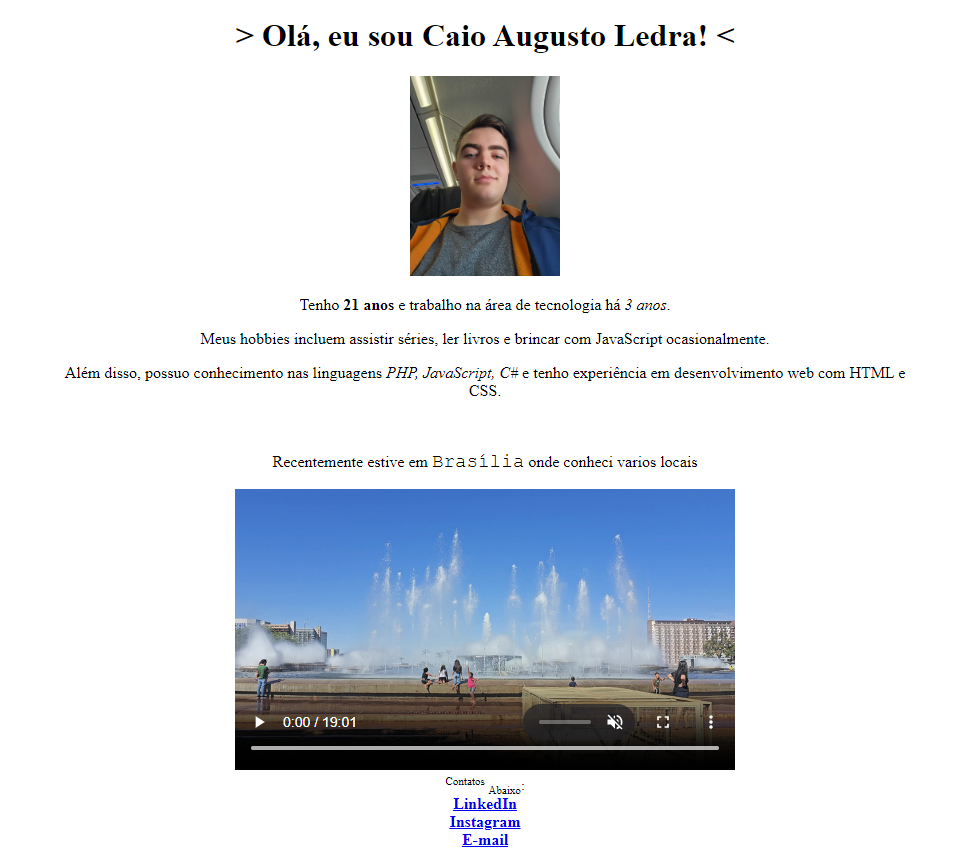 > Olá, eu sou Caio Augusto Ledra! <
Tenho 21 anos e trabalho na área de tecnologia há 3 anos.
Meus hobbies incluem assistir séries, ler livros e brincar com JavaScript ocasionalmente.
Além disso, possuo conhecimento nas linguagens PHP, JavaScript, C# e tenho experiência em desenvolvimento web com HTML e
CSS.
Recentemente estive em Brasília onde conheci varios locais
0:00 / 19:01
Contatos Abaixo:
LinkedIn
Instagram
E-mail